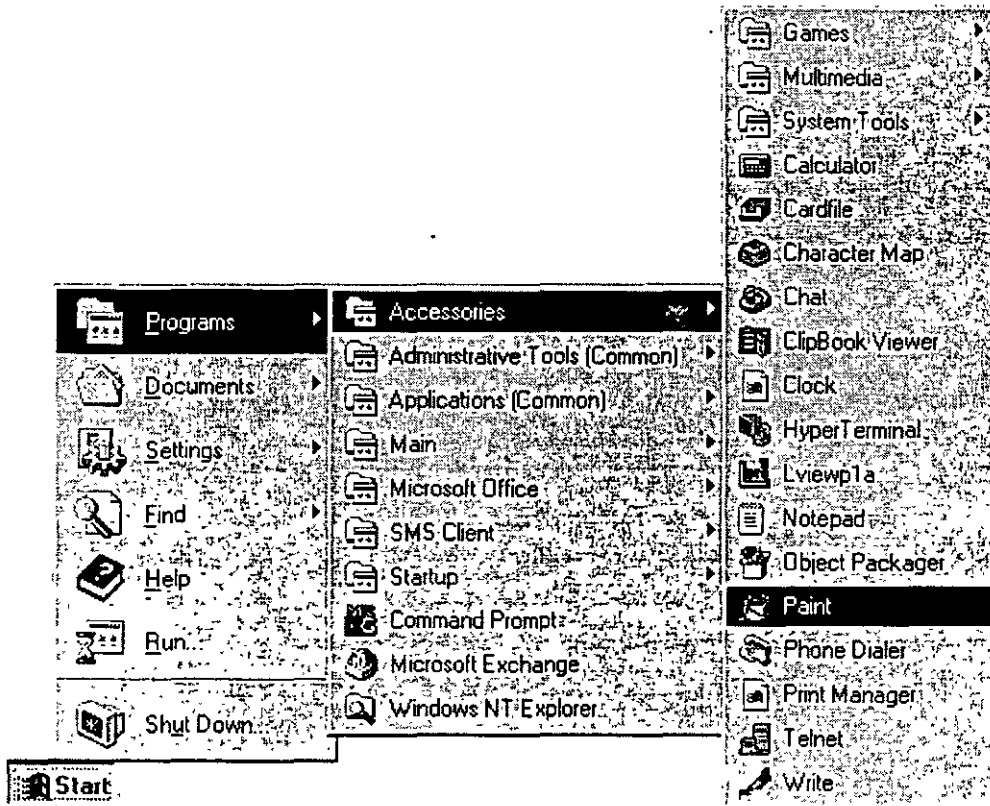 Programs
Documents
Settings
Find
Help
Run...
Shut Down...
Start
Accessories
Administrative Tools (Common)
Applications (Common)
Main
Microsoft Office
SMS Client
Startup
Command Prompt
Microsoft Exchange
Windows NT Explorer
Games
Multimedia
System Tools
Calculator
Cardfile
Character Map
Chat
ClipBook Viewer
Clock
HyperTerminal
Lviewp1a
Notepad
Object Packager
Paint
Phone Dialer
Print Manager
Telnet
Write